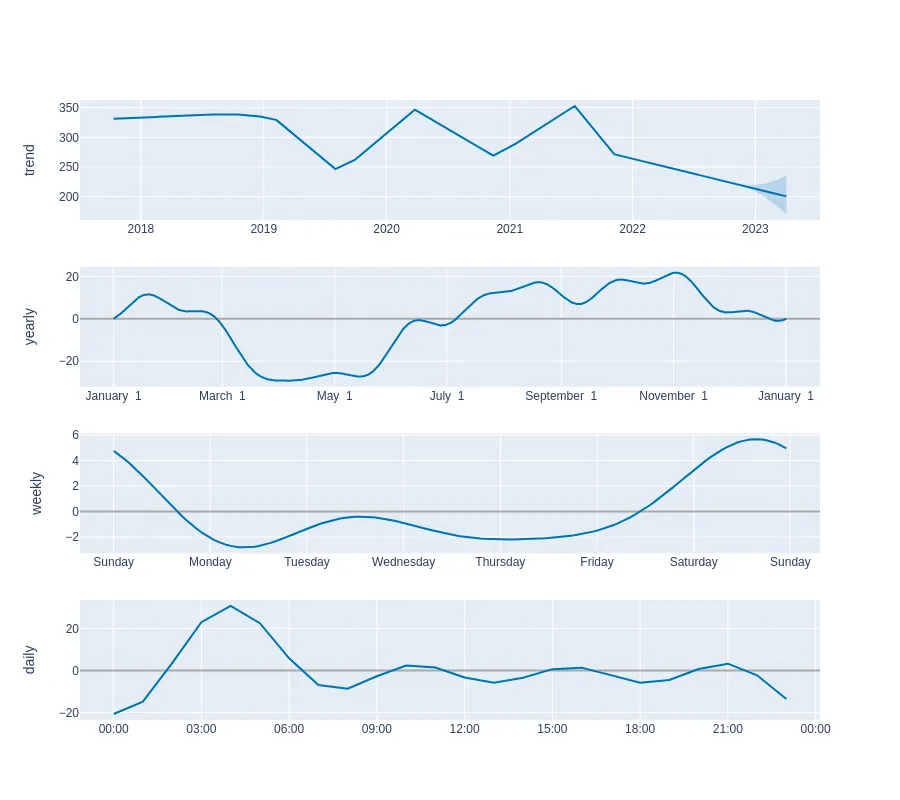 trend
350
300
250
200
2018 2019 2020 2021 2022 2023
yearly
20
0
−20
January 1 March 1 May 1 July 1 September 1 November 1 January 1
weekly
6
4
2
0
−2
Sunday Monday Tuesday Wednesday Thursday Friday Saturday Sunday
daily
20
0
−20
00:00 03:00 06:00 09:00 12:00 15:00 18:00 21:00 00:00